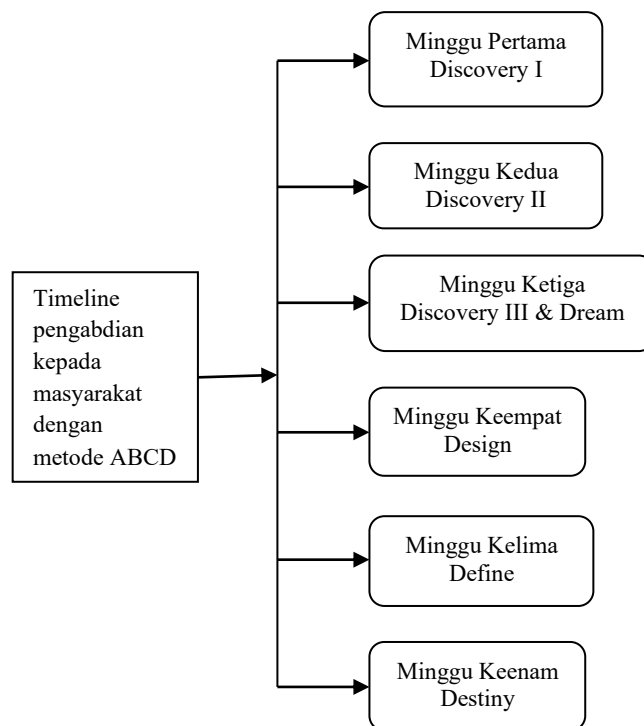 Minggu Pertama
Discovery I
Minggu Kedua
Discovery II
Minggu Ketiga
Discovery III & Dream
Timeline
pengabdian
kepada
masyarakat
dengan
metode ABCD
Minggu Keempat
Design
Minggu Kelima
Define
Minggu Keenam
Destiny